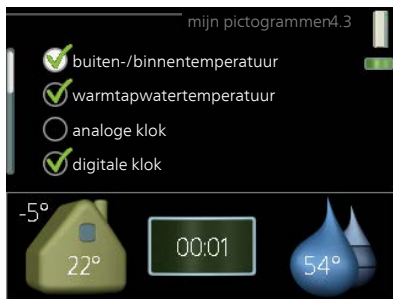 mijn pictogrammen4.3
buiten-/binnentemperatuur
warmtapwatertemperatuur
analoge klok
digitale klok
-5°
22°
00:01
54°